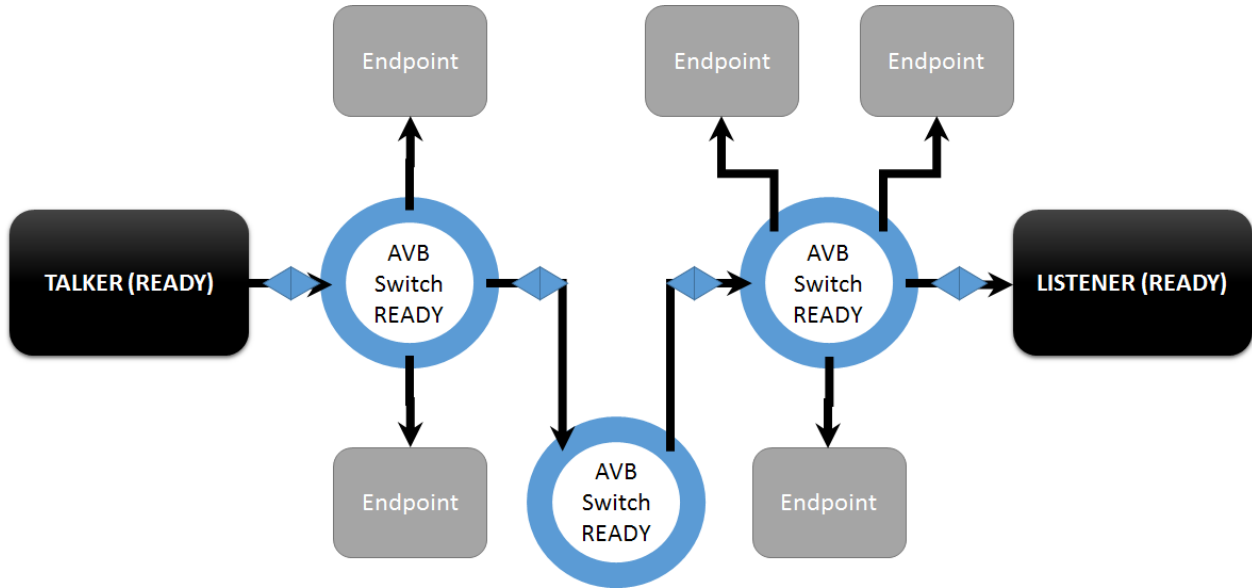 Endpoint
Endpoint
Endpoint
TALKER (READY)
AVB
Switch
READY
AVB
Switch
READY
LISTENER (READY)
Endpoint
AVB
Switch
READY
Endpoint